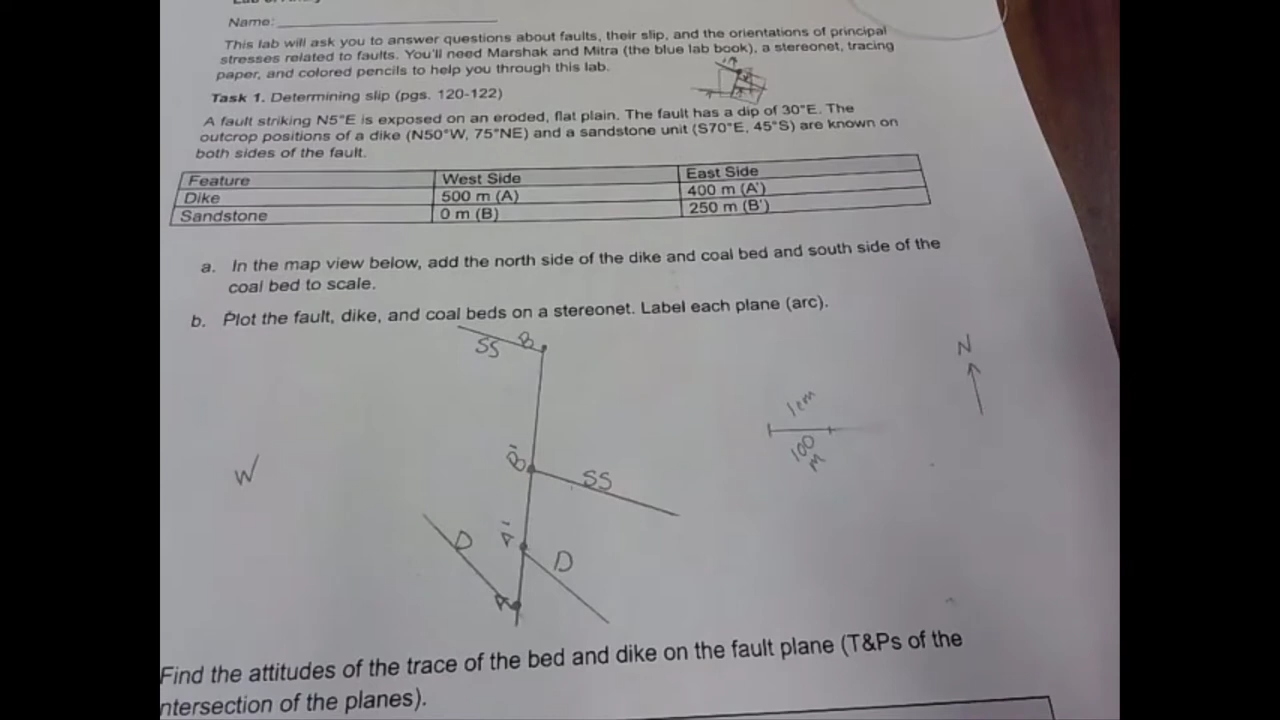 Name:
This lab will ask you to answer questions about faults, their slip, and the orientations of principal
stresses related to faults. You'll need Marshak and Mitra (the blue lab book), a stereonet, tracing
paper, and colored pencils to help you through this lab.
Task 1. Determining slip (pgs. 120-122)
A fault striking N5°E is exposed on an eroded, flat plain. The fault has a dip of 30°E. The
outcrop positions of a dike (N50°W, 75°NE) and a sandstone unit (S70°E, 45°S) are known on
both sides of the fault.
Feature West Side East Side
Dike 500 m (A) 400 m (A')
Sandstone 0 m (B) 250 m (B')
a. In the map view below, add the north side of the dike and coal bed and south side of the
coal bed to scale.
b. Plot the fault, dike, and coal beds on a stereonet. Label each plane (arc).
SS B
N
1cm
100
m
W
B'
SS
A'
D
D
A
Find the attitudes of the trace of the bed and dike on the fault plane (T&Ps of the
ntersection of the planes).